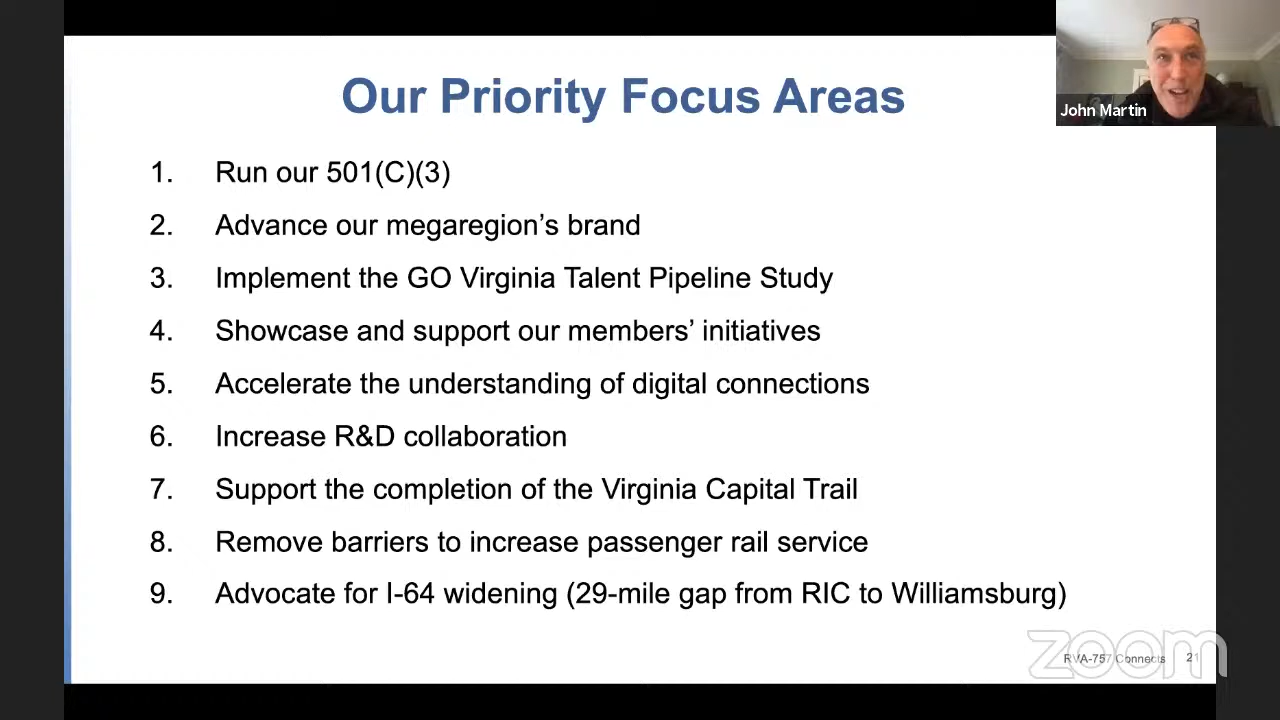 Our Priority Focus Areas
John Martin
1. Run our 501(C)(3)
2. Advance our megaregion’s brand
3. Implement the GO Virginia Talent Pipeline Study
4. Showcase and support our members’ initiatives
5. Accelerate the understanding of digital connections
6. Increase R&D collaboration
7. Support the completion of the Virginia Capital Trail
8. Remove barriers to increase passenger rail service
9. Advocate for I-64 widening (29-mile gap from RIC to Williamsburg)
zoom
RVA-757 Connects 21